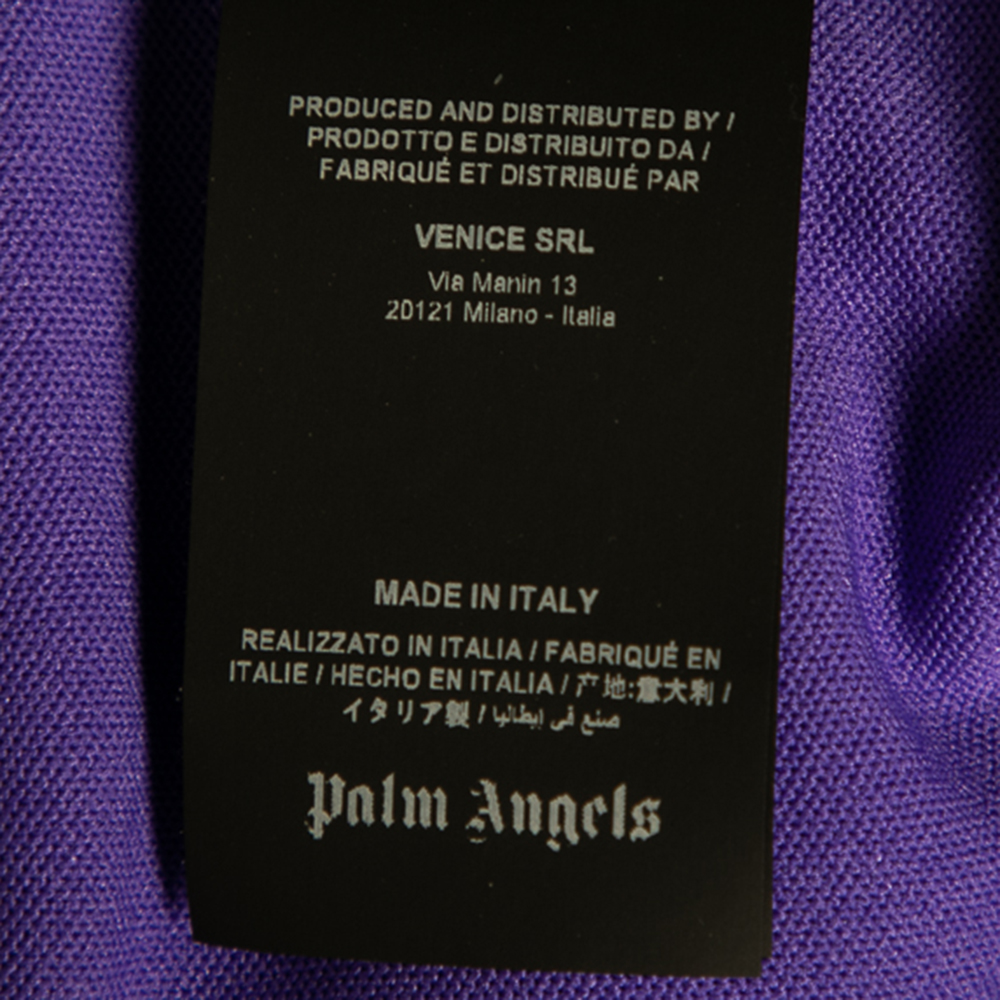 PRODUCED AND DISTRIBUTED BY /
PRODOTTO E DISTRIBUITO DA /
FABRIQUÉ ET DISTRIBUÉ PAR
VENICE SRL
Via Manin 13
20121 Milano - Italia
MADE IN ITALY
REALIZZATO IN ITALIA / FABRIQUÉ EN
ITALIE / HECHO EN ITALIA / 产地:意大利 /
イタリア製 / صنع في إيطاليا
Palm Angels